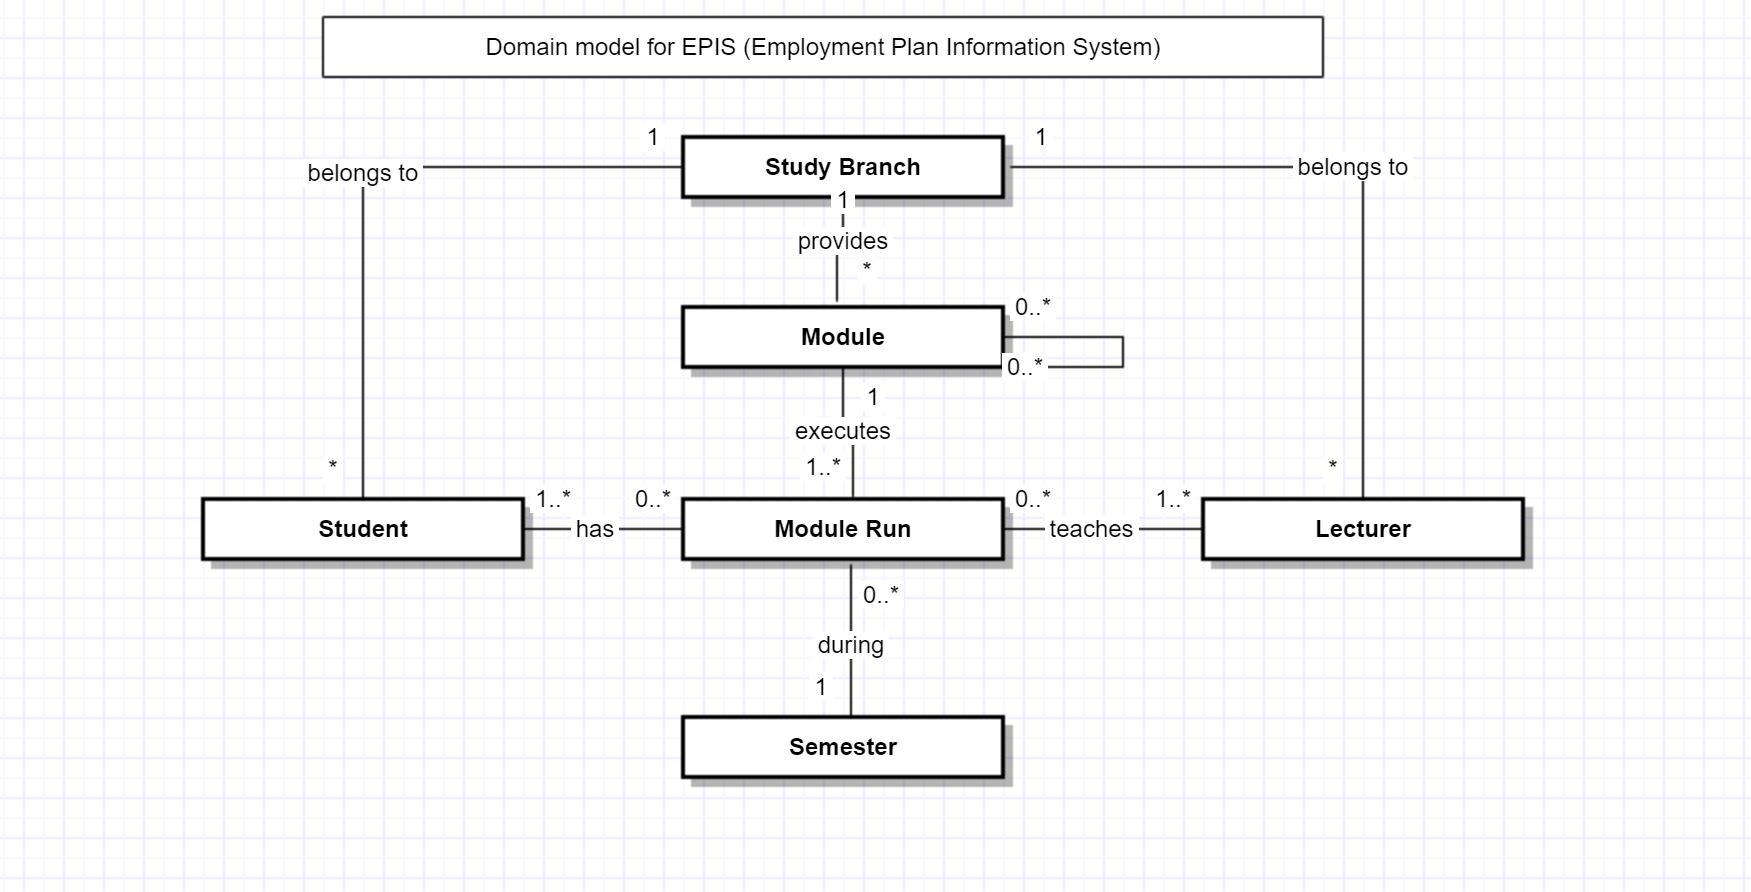 Domain model for EPIS (Employment Plan Information System)
1
1
Study Branch
belongs to
belongs to
1
provides
*
0..*
Module
0..*
1
executes
*
1..*
*
1..*
0..*
0..*
1..*
Student
has
Module Run
teaches
Lecturer
0..*
during
1
Semester